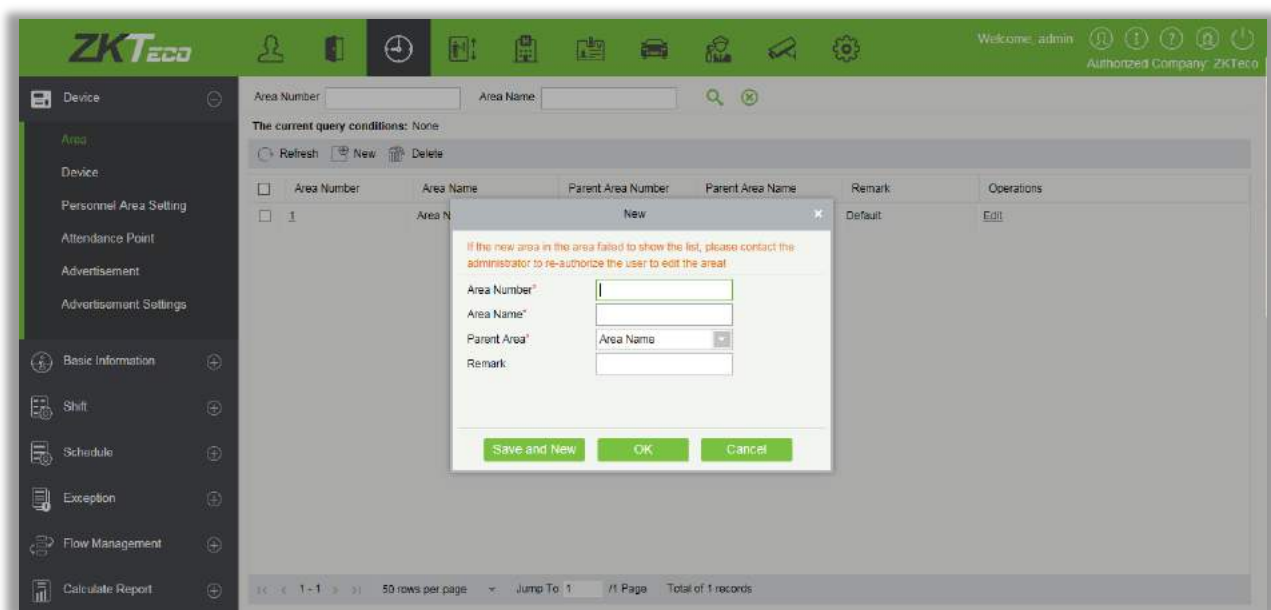 ZKTeco
Welcome, admin
Authorized Company: ZKTeco
Device
Area
Device
Personnel Area Setting
Attendance Point
Advertisement
Advertisement Settings
Basic Information
Shift
Schedule
Exception
Flow Management
Calculate Report
Area Number Area Name
The current query conditions: None
Refresh New Delete
Area Number Area Name Parent Area Number Parent Area Name Remark Operations
1 Area N Default Edit
New
If the new area in the area failed to show the list, please contact the
administrator to re-authorize the user to edit the area!
Area Number*
Area Name*
Parent Area* Area Name
Remark
Save and New OK Cancel
1-1 50 rows per page Jump To 1 /1 Page Total of 1 records